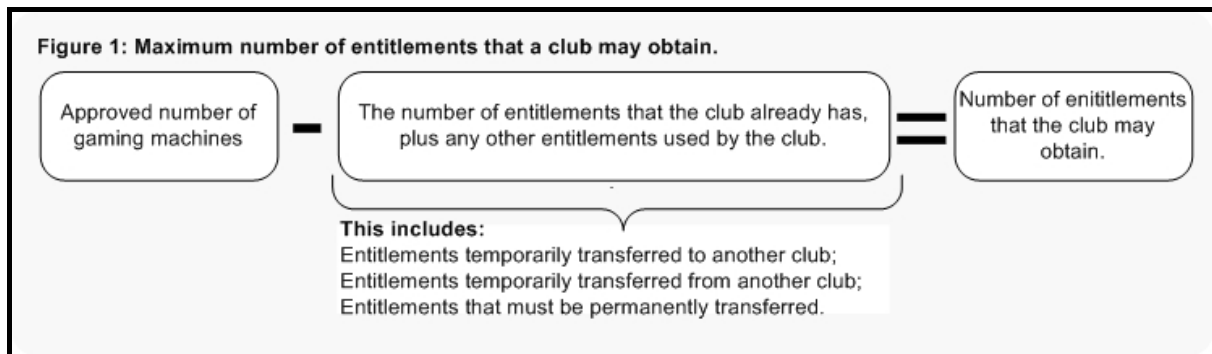 Figure 1: Maximum number of entitlements that a club may obtain.
Approved number of
gaming machines
The number of entitlements that the club already has,
plus any other entitlements used by the club.
Number of enititlements
that the club may
obtain.
This includes:
Entitlements temporarily transferred to another club;
Entitlements temporarily transferred from another club;
Entitlements that must be permanently transferred.